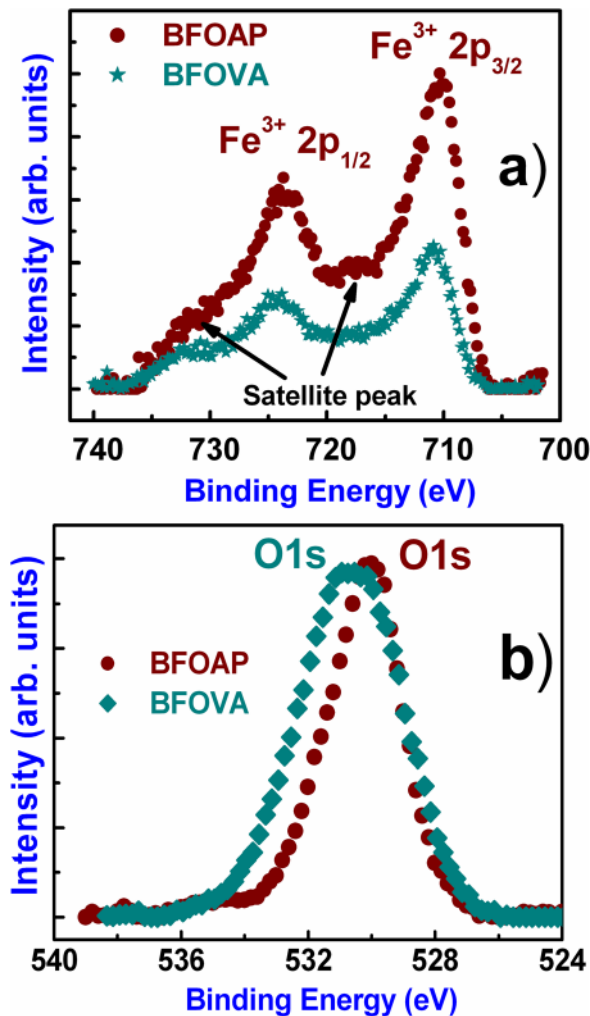 BFOAP
BFOVA
Fe³⁺ 2p₃/₂
Fe³⁺ 2p₁/₂
a)
Satellite peak
Intensity (arb. units)
740 730 720 710 700
Binding Energy (eV)
O1s O1s
BFOAP
BFOVA
b)
Intensity (arb. units)
540 536 532 528 524
Binding Energy (eV)